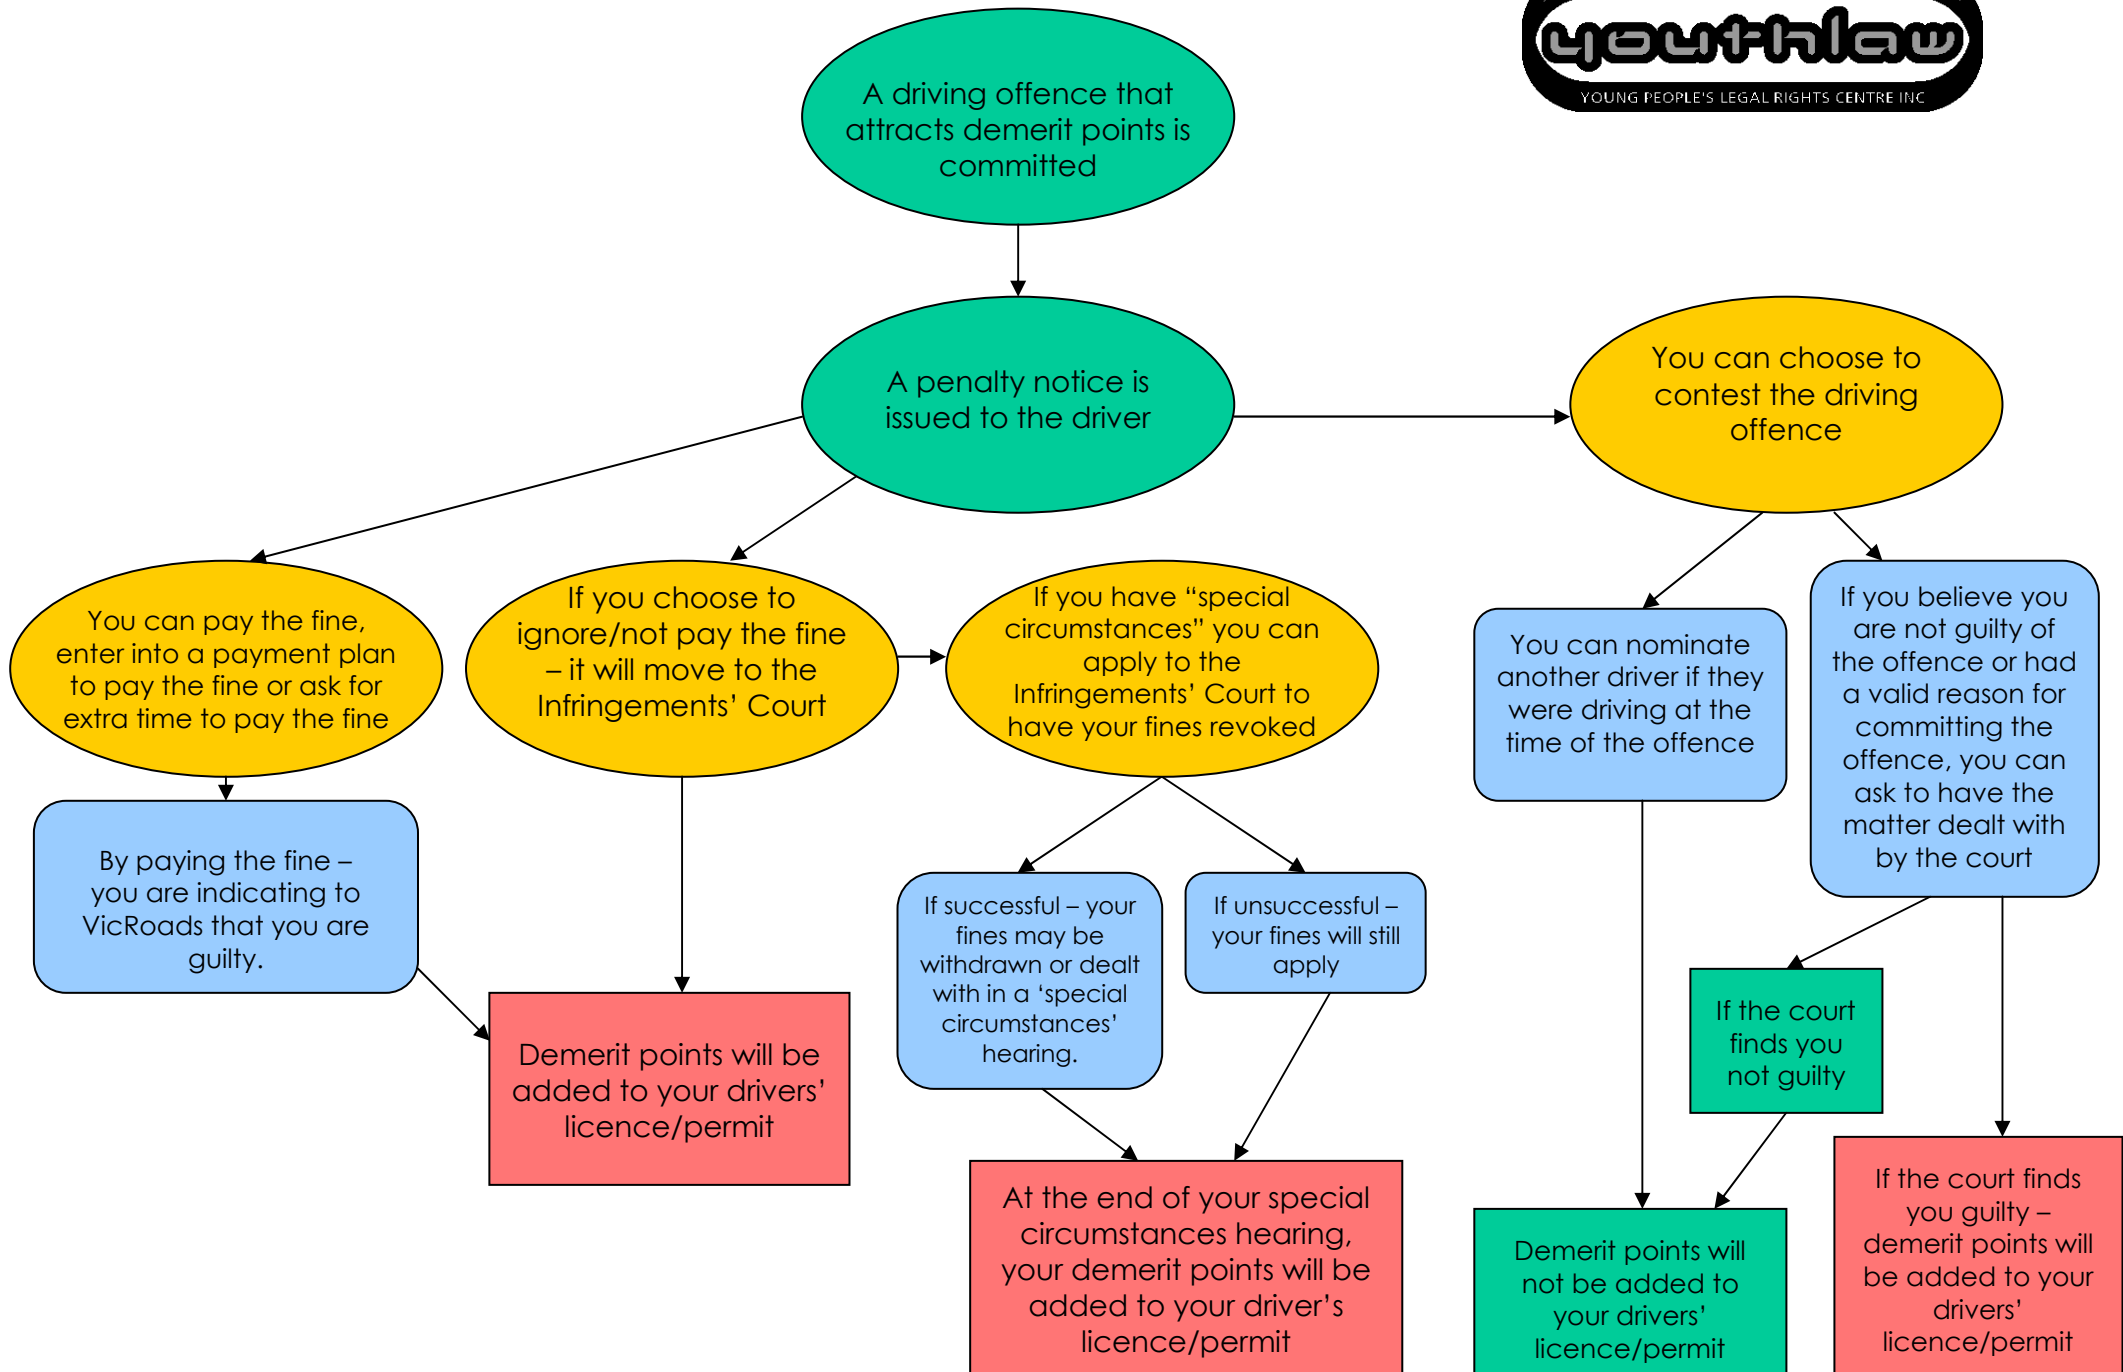 youthlaw
YOUNG PEOPLE'S LEGAL RIGHTS CENTRE INC
A driving offence that
attracts demerit points is
committed
A penalty notice is
issued to the driver
You can choose to
contest the driving
offence
You can pay the fine,
enter into a payment plan
to pay the fine or ask for
extra time to pay the fine
If you choose to
ignore/not pay the fine
– it will move to the
Infringements’ Court
If you have “special
circumstances” you can
apply to the
Infringements’ Court to
have your fines revoked
You can nominate
another driver if they
were driving at the
time of the offence
If you believe you
are not guilty of
the offence or had
a valid reason for
committing the
offence, you can
ask to have the
matter dealt with
by the court
By paying the fine –
you are indicating to
VicRoads that you are
guilty.
If successful – your
fines may be
withdrawn or dealt
with in a ‘special
circumstances’
hearing.
If unsuccessful –
your fines will still
apply
If the court
finds you
not guilty
Demerit points will be
added to your drivers’
licence/permit
At the end of your special
circumstances hearing,
your demerit points will be
added to your driver’s
licence/permit
Demerit points will
not be added to
your drivers’
licence/permit
If the court finds
you guilty –
demerit points will
be added to your
drivers’
licence/permit